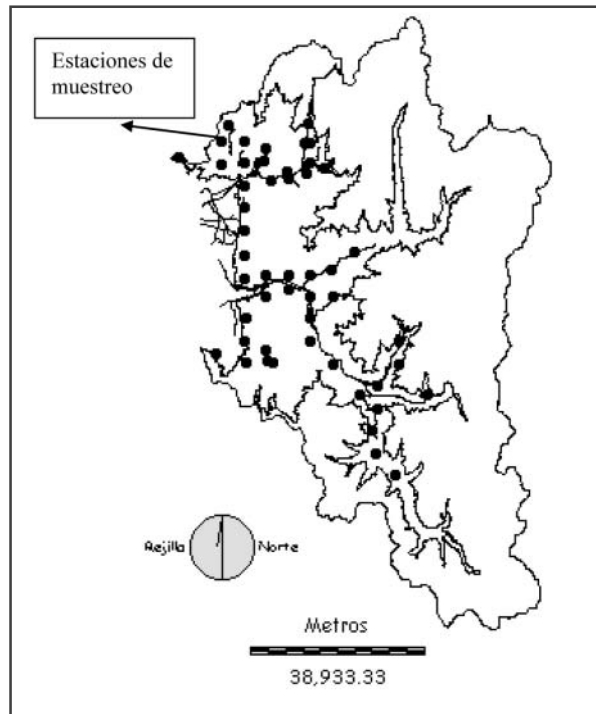 Estaciones de
muestreo
Rejilla
Norte
Metros
38,933.33